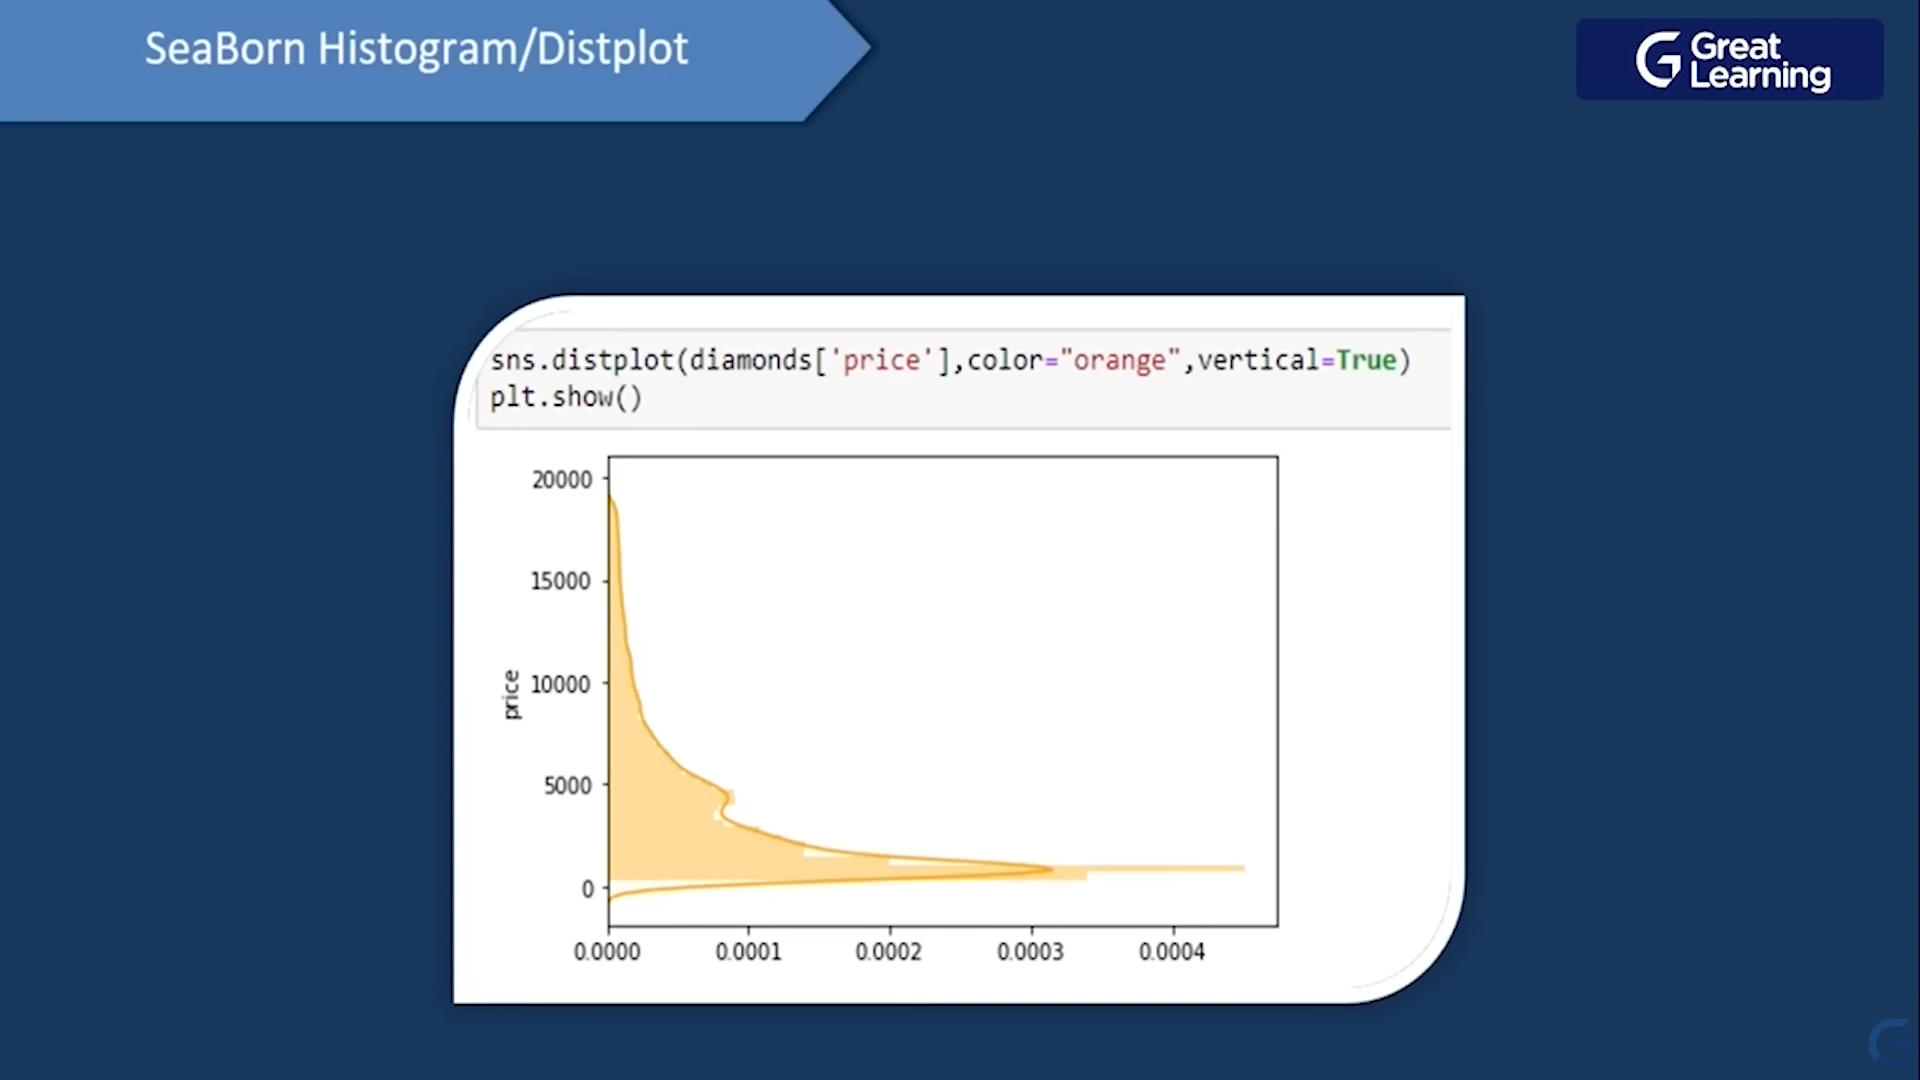 SeaBorn Histogram/Distplot
Great
Learning
sns.distplot(diamonds['price'],color="orange",vertical=True)
plt.show()
20000
15000
10000
5000
0
price
0.0000 0.0001 0.0002 0.0003 0.0004